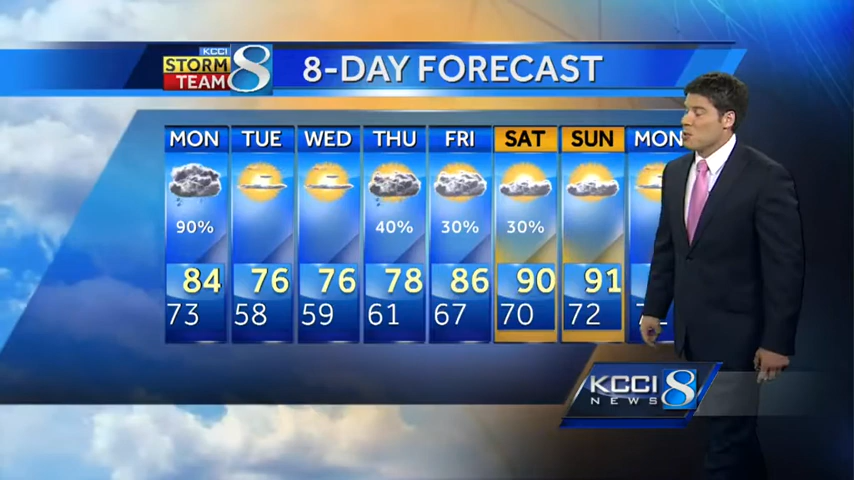 KCCI
STORM
TEAM 8
8-DAY FORECAST
MON TUE WED THU FRI SAT SUN MON
90% 40% 30% 30%
84 76 76 78 86 90 91
73 58 59 61 67 70 72
KCCI 8
NEWS